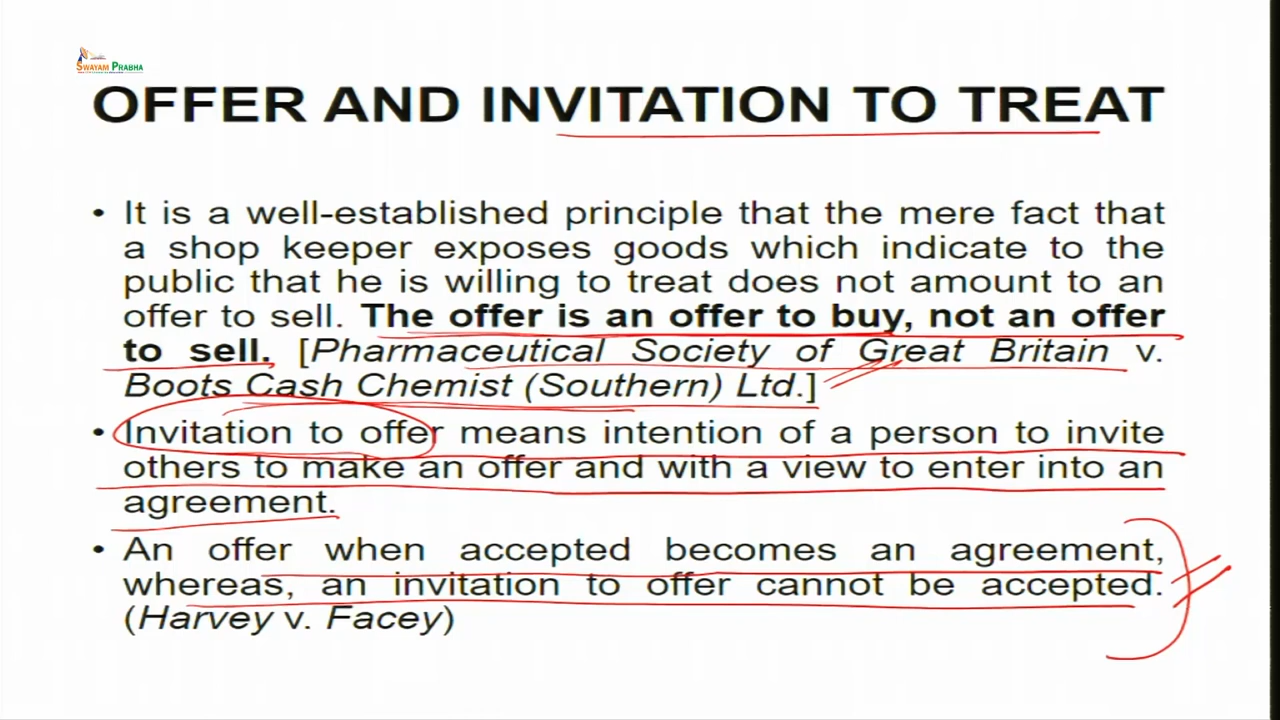 SWAYAM PRABHA
OFFER AND INVITATION TO TREAT
• It is a well-established principle that the mere fact that
a shop keeper exposes goods which indicate to the
public that he is willing to treat does not amount to an
offer to sell. The offer is an offer to buy, not an offer
to sell. [Pharmaceutical Society of Great Britain v.
Boots Cash Chemist (Southern) Ltd.]
• Invitation to offer means intention of a person to invite
others to make an offer and with a view to enter into an
agreement.
• An offer when accepted becomes an agreement,
whereas, an invitation to offer cannot be accepted.
(Harvey v. Facey)